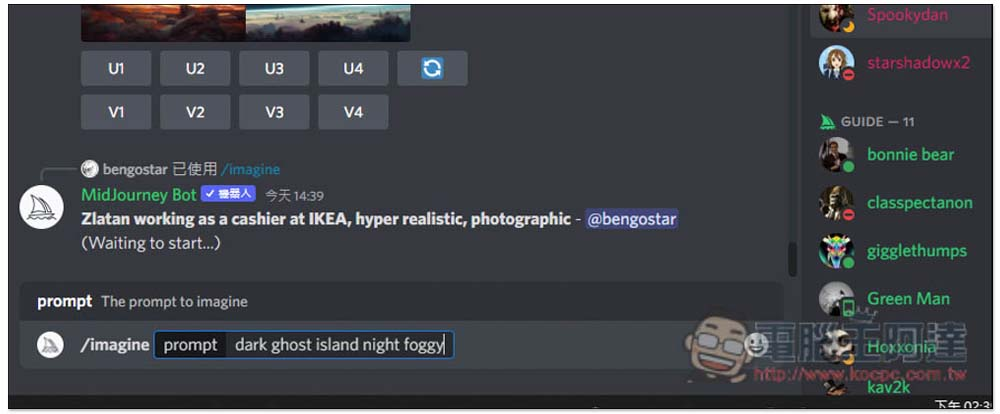 U1 U2 U3 U4
V1 V2 V3 V4
bengostar 已使用 /imagine
MidJourney Bot ✓ 機器人 今天 14:39
Zlatan working as a cashier at IKEA, hyper realistic, photographic - @bengostar
(Waiting to start...)
prompt The prompt to imagine
/imagine prompt dark ghost island night foggy
Spookydan
starshadowx2
GUIDE — 11
bonnie bear
classpectanon
gigglethumps
Green Man
Hoxxonia
kav2k
電腦王阿達
http://www.kocpc.com.tw
下午 02:3